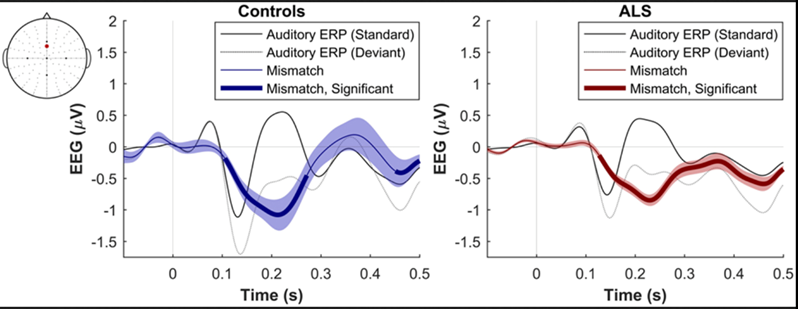 Controls
2
1.5
1
0.5
0
-0.5
-1
-1.5
EEG (μV)
Auditory ERP (Standard)
Auditory ERP (Deviant)
Mismatch
Mismatch, Significant
0 0.1 0.2 0.3 0.4 0.5
Time (s)
ALS
2
1.5
1
0.5
0
-0.5
-1
-1.5
EEG (μV)
Auditory ERP (Standard)
Auditory ERP (Deviant)
Mismatch
Mismatch, Significant
0 0.1 0.2 0.3 0.4 0.5
Time (s)